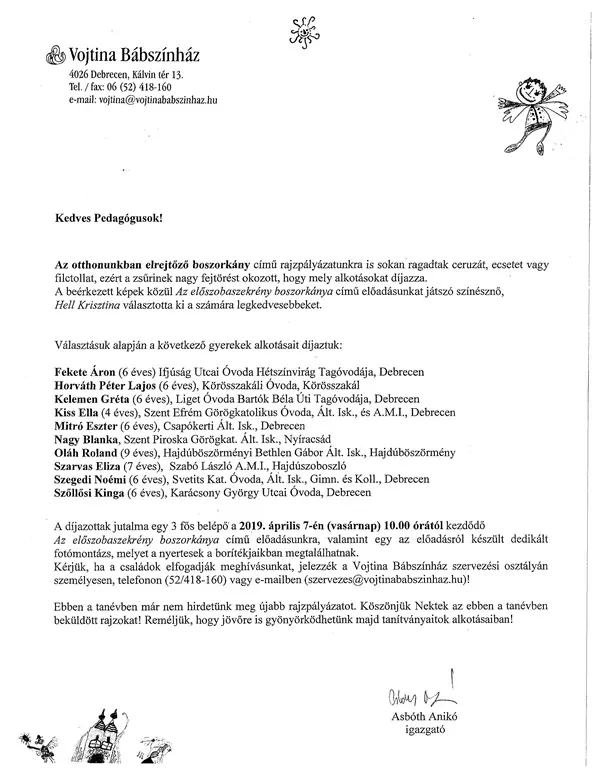 Vojtina Bábszínház
4026 Debrecen, Kálvin tér 13.
Tel. / fax: 06 (52) 418-160
e-mail: vojtina@vojtinababszinhaz.hu
Kedves Pedagógusok!
Az otthonunkban elrejtőző boszorkány című rajzpályázatunkra is sokan ragadtak ceruzát, ecsetet vagy
filctollat, ezért a zsűrinek nagy fejtörést okozott, hogy mely alkotásokat díjazza.
A beérkezett képek közül Az előszobaszekrény boszorkánya című előadásunkat játszó színésznő,
Hell Krisztina választotta ki a számára legkedvesebbeket.
Választásuk alapján a következő gyerekek alkotásait díjaztuk:
Fekete Áron (6 éves) Ifjúság Utcai Óvoda Hétszínvirág Tagóvodája, Debrecen
Horváth Péter Lajos (6 éves), Körösszakáli Óvoda, Körösszakál
Kelemen Gréta (6 éves), Liget Óvoda Bartók Béla Úti Tagóvodája, Debrecen
Kiss Ella (4 éves), Szent Efrém Görögkatolikus Óvoda, Ált. Isk., és A.M.I., Debrecen
Mitró Eszter (6 éves), Csapókerti Ált. Isk., Debrecen
Nagy Blanka, Szent Piroska Görögkat. Ált. Isk., Nyíracsád
Oláh Roland (9 éves), Hajdúböszörményi Bethlen Gábor Ált. Isk., Hajdúböszörmény
Szarvas Eliza (7 éves), Szabó László A.M.I., Hajdúszoboszló
Szegedi Noémi (6 éves), Svetits Kat. Óvoda, Ált. Isk., Gimn. és Koll., Debrecen
Szőllősi Kinga (6 éves), Karácsony György Utcai Óvoda, Debrecen
A díjazottak jutalma egy 3 fős belépő a 2019. április 7-én (vasárnap) 10.00 órától kezdődő
Az előszobaszekrény boszorkánya című előadásunkra, valamint egy az előadásról készült dedikált
fotómontázs, melyet a nyertesek a borítékjaikban megtalálhatnak.
Kérjük, ha a családok elfogadják meghívásunkat, jelezzék a Vojtina Bábszínház szervezési osztályán
személyesen, telefonon (52/418-160) vagy e-mailben (szervezes@vojtinababszinhaz.hu)!
Ebben a tanévben már nem hirdetünk meg újabb rajzpályázatot. Köszönjük Nektek az ebben a tanévben
beküldött rajzokat! Reméljük, hogy jövőre is gyönyörködhetünk majd tanítványaitok alkotásaiban!
Asbóth Anikó
igazgató